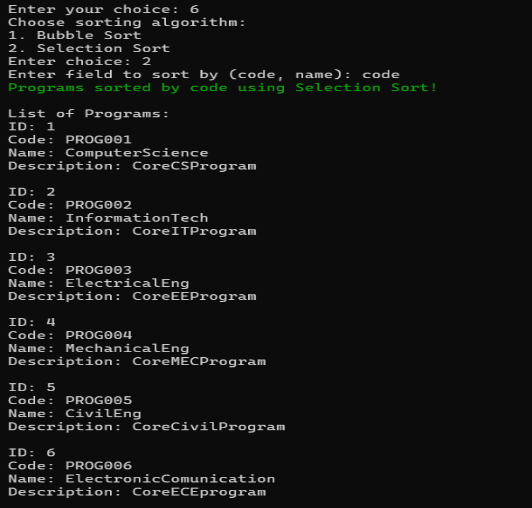 Enter your choice: 6
Choose sorting algorithm:
1. Bubble Sort
2. Selection Sort
Enter choice: 2
Enter field to sort by (code, name): code
Programs sorted by code using Selection Sort!
List of Programs:
ID: 1
Code: PROG001
Name: ComputerScience
Description: CoreCSProgram
ID: 2
Code: PROG002
Name: InformationTech
Description: CoreITProgram
ID: 3
Code: PROG003
Name: ElectricalEng
Description: CoreEEProgram
ID: 4
Code: PROG004
Name: MechanicalEng
Description: CoreMECProgram
ID: 5
Code: PROG005
Name: CivilEng
Description: CoreCivilProgram
ID: 6
Code: PROG006
Name: ElectronicComunication
Description: CoreECEprogram